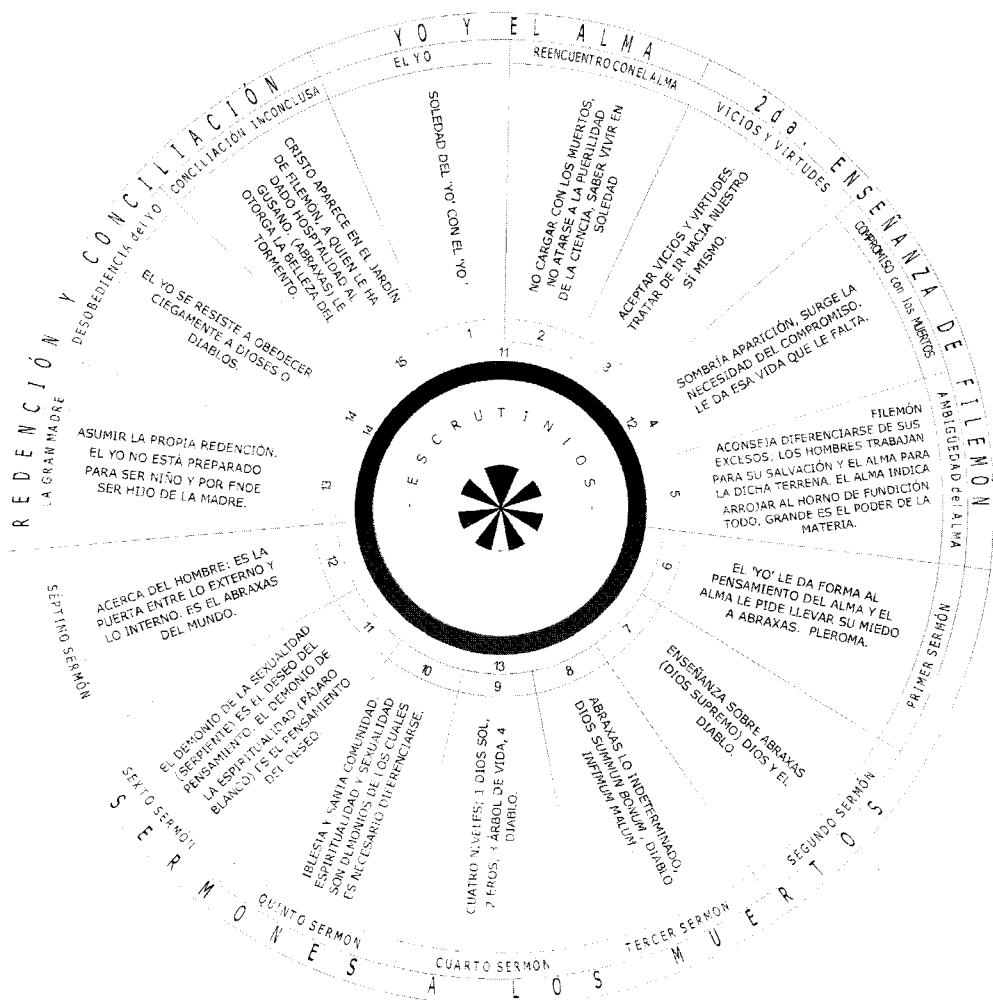 YO Y EL ALMA
EL YO
SOLEDAD DEL 'YO' CON EL 'YO'.
1
REENCUENTRO CON EL ALMA
NO CARGAR CON LOS MUERTOS,
NO ATARSE A LA PUERILIDAD
DE LA CIENCIA, SABER VIVIR EN
SOLEDAD
2
11
2da. ENSEÑANZA DE FILEMÓN
VICIOS Y VIRTUDES
ACEPTAR VICIOS Y VIRTUDES.
TRATAR DE IR HACIA NUESTRO
SÍ MISMO.
3
COMPROMISO con los MUERTOS
SOMBRÍA APARICIÓN, SURGE LA
NECESIDAD DEL COMPROMISO.
LE DA ESA VIDA QUE LE FALTA.
4
12
AMBIGÜEDAD del ALMA
FILEMÓN
ACONSEJA DIFERENCIARSE DE SUS
EXCESOS; LOS HOMBRES TRABAJAN
PARA SU SALVACIÓN Y EL ALMA PARA
LA DICHA TERRENA. EL ALMA INDICA
ARROJAR AL HORNO DE FUNDICIÓN
TODO, GRANDE ES EL PODER DE LA
MATERIA.
5
SERMONES A LOS MUERTOS
PRIMER SERMÓN
EL 'YO' LE DA FORMA AL
PENSAMIENTO DEL ALMA Y EL
ALMA LE PIDE LLEVAR SU MIEDO
A ABRAXAS. PLEROMA.
6
SEGUNDO SERMÓN
ENSEÑANZA SOBRE ABRAXAS
(DIOS SUPREMO) DIOS Y EL
DIABLO.
7
TERCER SERMÓN
ABRAXAS LO INDETERMINADO,
DIOS SUMMUN BONUM, DIABLO
INFIMUM MALUM
8
CUARTO SERMÓN
CUATRO NIVELES; 1 DIOS SOL,
2 EROS, 3 ÁRBOL DE VIDA, 4
DIABLO.
9
13
QUINTO SERMÓN
IBLESIA Y SANTA COMUNIDAD.
ESPIRITUALIDAD Y SEXUALIDAD
SON DEMONIOS DE LOS CUALES
ES NECESARIO DIFERENCIARSE.
10
SEXTO SERMÓN
EL DEMONIO DE LA SEXUALIDAD
(SERPIENTE) ES EL DESEO DEL
PENSAMIENTO. EL DEMONIO DE
LA ESPIRITUALIDAD (PAJARO
BLANCO) ES EL PENSAMIENTO
DEL DESEO.
11
SÉPTINO SERMÓN
ACERCA DEL HOMBRE: ES LA
PUERTA ENTRE LO EXTERNO Y
LO INTERNO. ES EL ABRAXAS
DEL MUNDO.
12
REDENCIÓN Y CONCILIACIÓN
LA GRAN MADRE
ASUMIR LA PROPIA REDENCIÓN.
EL YO NO ESTÁ PREPARADO
PARA SER NIÑO Y POR ENDE
SER HIJO DE LA MADRE.
13
DESOBEDIENCIA del YO
EL YO SE RESISTE A OBEDECER
CIEGAMENTE A DIOSES O
DIABLOS.
14
14
CONCILIACIÓN INCONCLUSA
CRISTO APARECE EN EL JARDÍN
DE FILEMÓN, A QUIEN LE HA
DADO HOSPTALIDAD AL
GUSANO. (ABRAXAS) LE
OTORGA LA BELLEZA DEL
TORMENTO.
15
- ESCRUTINIOS -